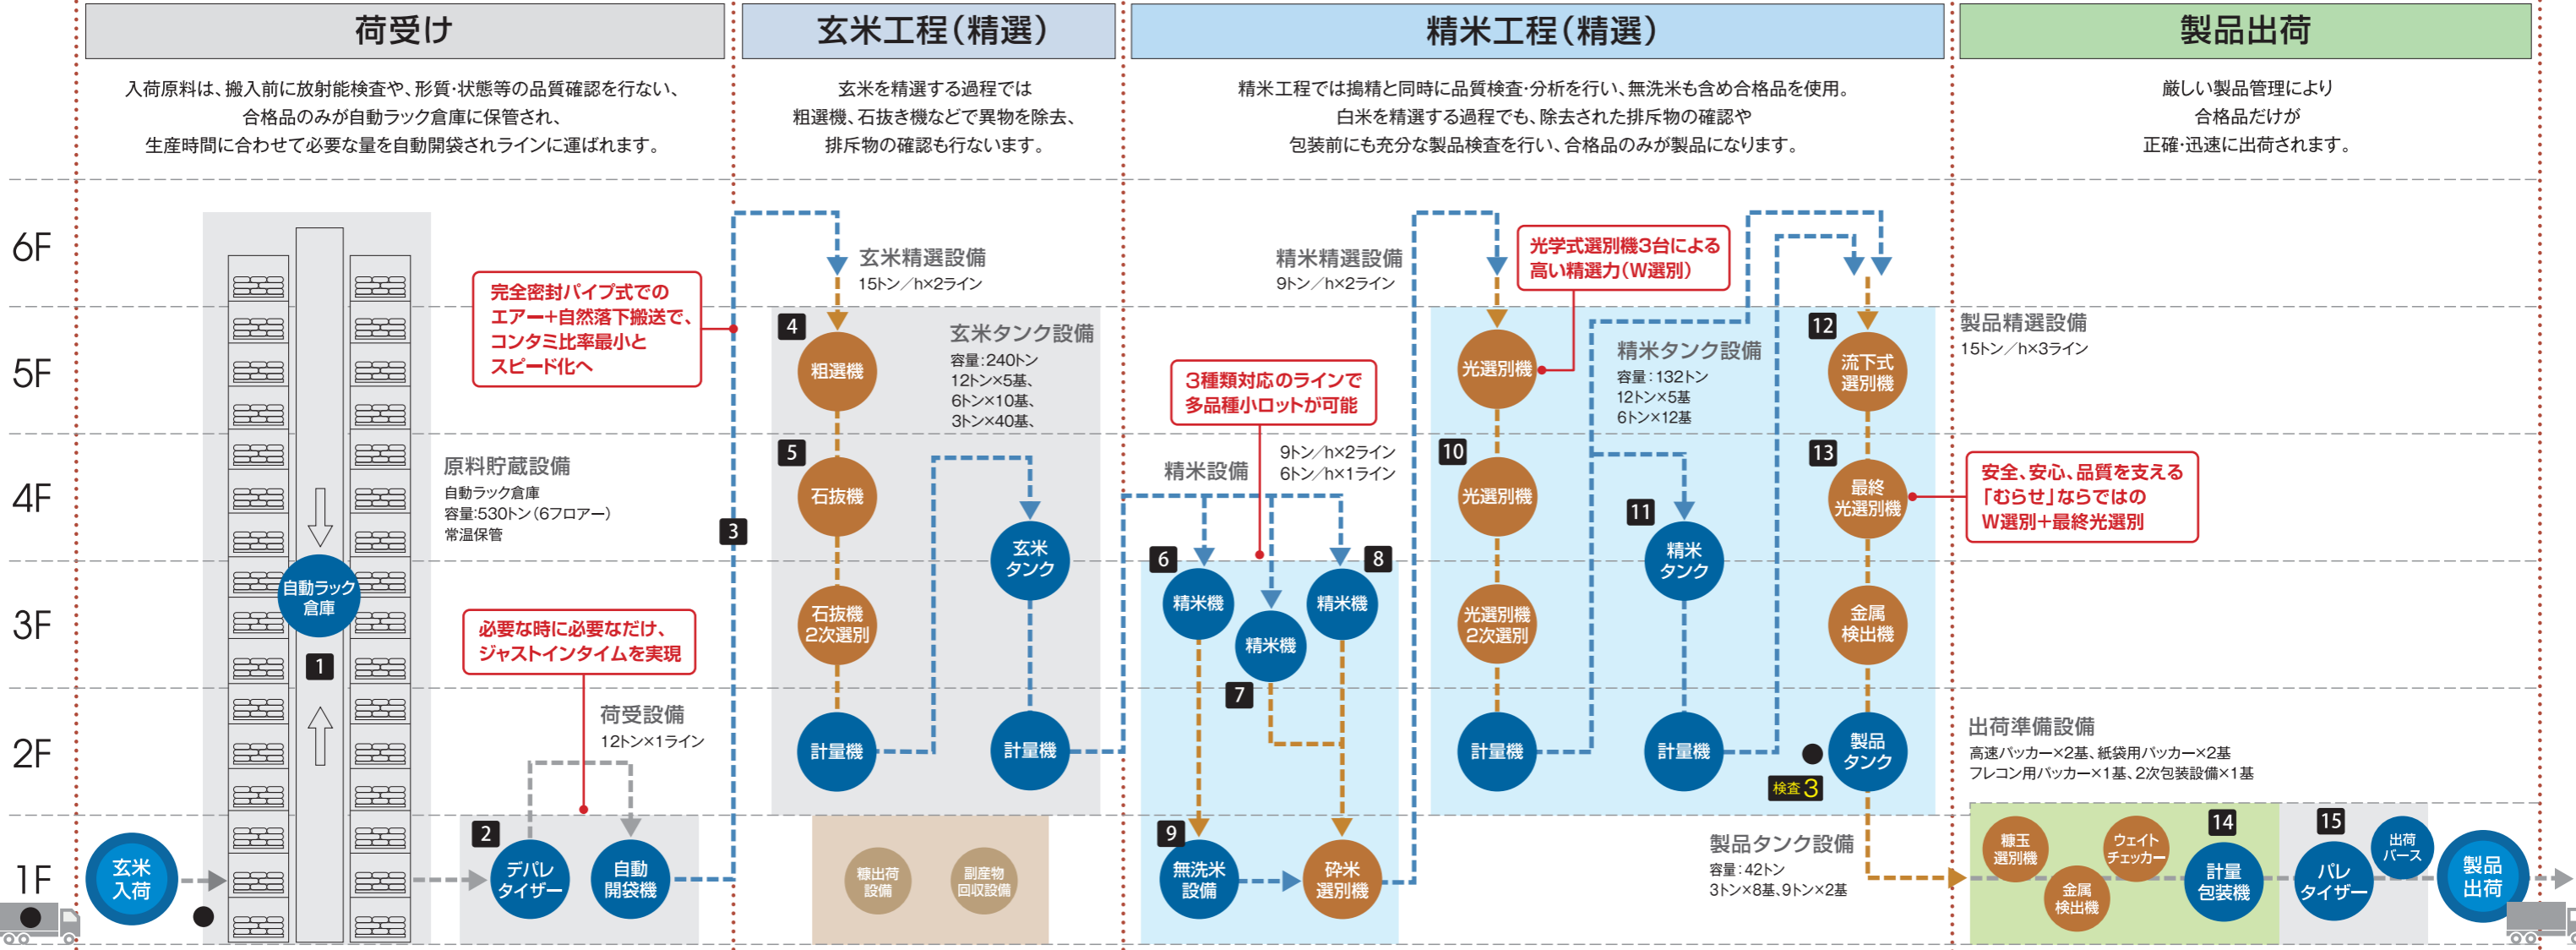 荷受け
入荷原料は、搬入前に放射能検査や、形質・状態等の品質確認を行ない、
合格品のみが自動ラック倉庫に保管され、
生産時間に合わせて必要な量を自動開袋されラインに運ばれます。
玄米工程（精選）
玄米を精選する過程では
粗選機、石抜き機などで異物を除去、
排斥物の確認も行ないます。
精米工程（精選）
精米工程では搗精と同時に品質検査・分析を行い、無洗米も含め合格品を使用。
白米を精選する過程でも、除去された排斥物の確認や
包装前にも充分な製品検査を行い、合格品のみが製品になります。
製品出荷
厳しい製品管理により
合格品だけが
正確・迅速に出荷されます。
6F
5F
4F
3F
2F
1F
玄米
入荷
自動ラック
倉庫
1
原料貯蔵設備
自動ラック倉庫
容量:530トン（6フロアー）
常温保管
完全密封パイプ式での
エアー＋自然落下搬送で、
コンタミ比率最小と
スピード化へ
必要な時に必要なだけ、
ジャストインタイムを実現
荷受設備
12トン×1ライン
2
デパレ
タイザー
自動
開袋機
3
玄米精選設備
15トン／h×2ライン
4
粗選機
5
石抜機
石抜機
2次選別
計量機
玄米タンク設備
容量:240トン
12トン×5基、
6トン×10基、
3トン×40基、
玄米
タンク
計量機
糠出荷
設備
副産物
回収設備
3種類対応のラインで
多品種小ロットが可能
精米設備
9トン／h×2ライン
6トン／h×1ライン
6
精米機
7
精米機
8
精米機
9
無洗米
設備
砕米
選別機
精米精選設備
9トン／h×2ライン
光学式選別機3台による
高い精選力（W選別）
光選別機
10
光選別機
光選別機
2次選別
計量機
精米タンク設備
容量：132トン
12トン×5基
6トン×12基
11
精米
タンク
計量機
製品精選設備
15トン／h×3ライン
12
流下式
選別機
13
最終
光選別機
安全、安心、品質を支える
「むらせ」ならではの
W選別＋最終光選別
金属
検出機
製品
タンク
検査3
製品タンク設備
容量：42トン
3トン×8基、9トン×2基
出荷準備設備
高速パッカー×2基、紙袋用パッカー×2基
フレコン用パッカー×1基、2次包装設備×1基
糠玉
選別機
金属
検出機
ウェイト
チェッカー
14
計量
包装機
15
パレ
タイザー
出荷
バース
製品
出荷